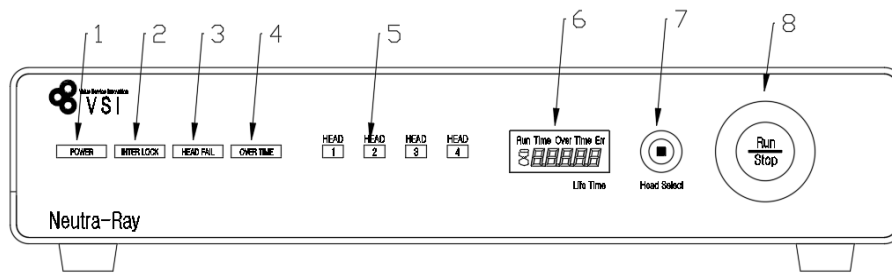 1 2 3 4 5 6 7 8
Value Service Innovation
VSI
POWER INTER LOCK HEAD FAIL OVER TIME
HEAD HEAD HEAD HEAD
1 2 3 4
Run Time Over Time Err
Life Time
Head Select
Run
Stop
Neutra-Ray